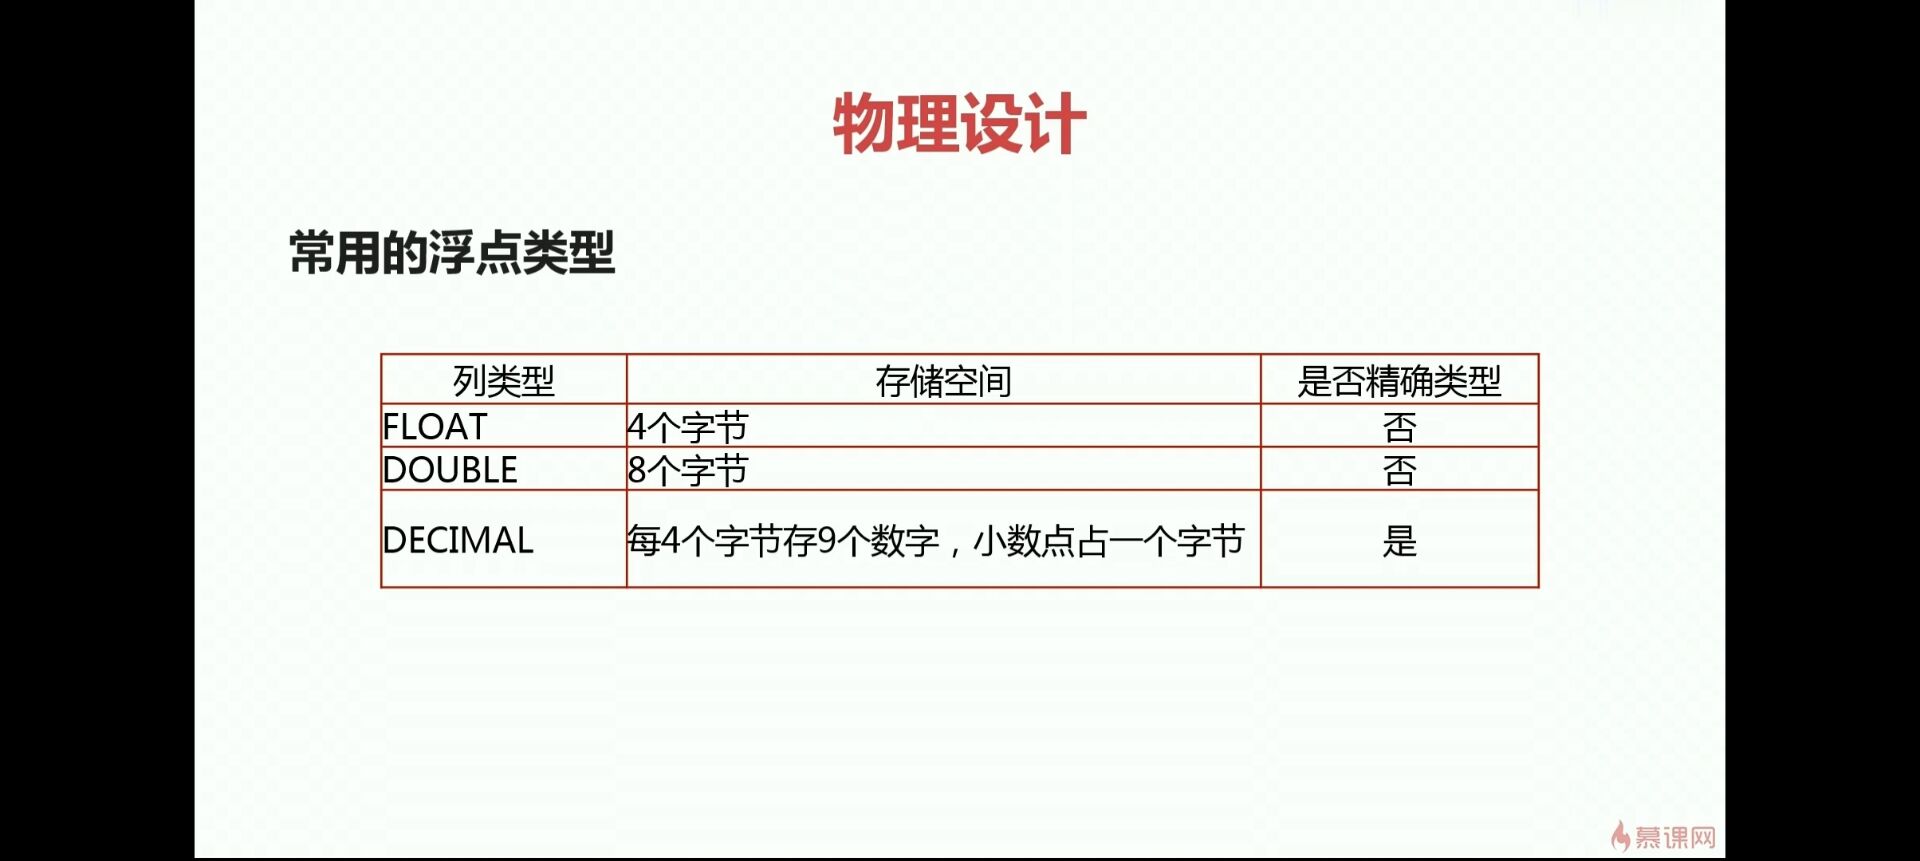 物理设计
常用的浮点类型
列类型 存储空间 是否精确类型
FLOAT 4个字节 否
DOUBLE 8个字节 否
DECIMAL 每4个字节存9个数字，小数点占一个字节 是
慕课网